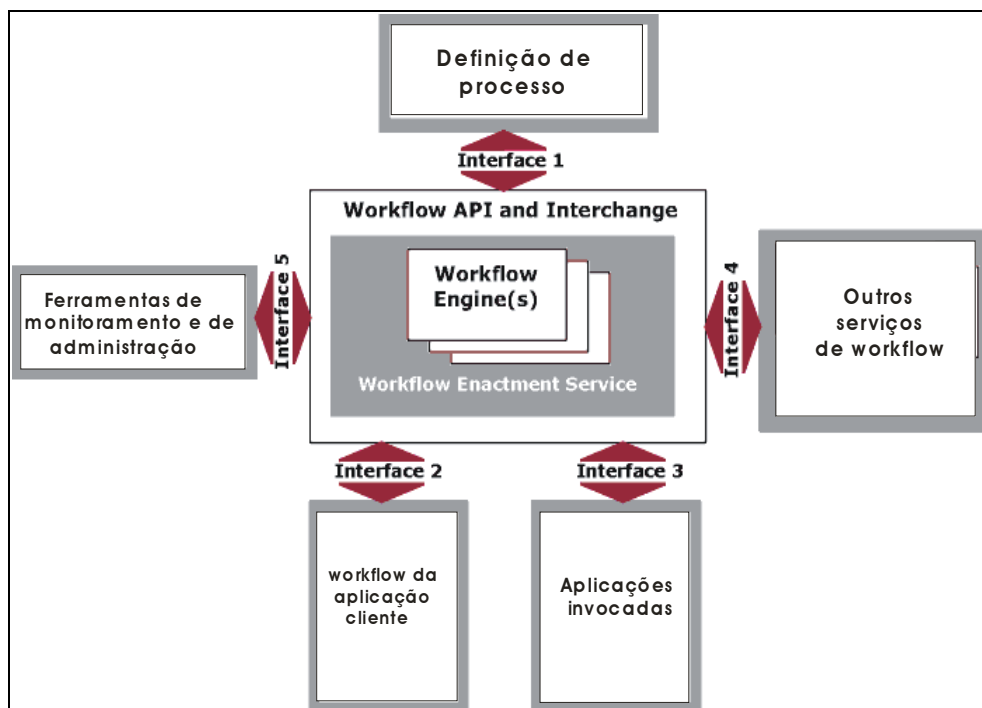 Definição de
processo
Interface 1
Workflow API and Interchange
Workflow
Engine(s)
Workflow Enactment Service
Interface 5
Ferramentas de
monitoramento e de
administração
Interface 4
Outros
serviços
de workflow
Interface 2
Interface 3
workflow da
aplicação
cliente
Aplicações
invocadas